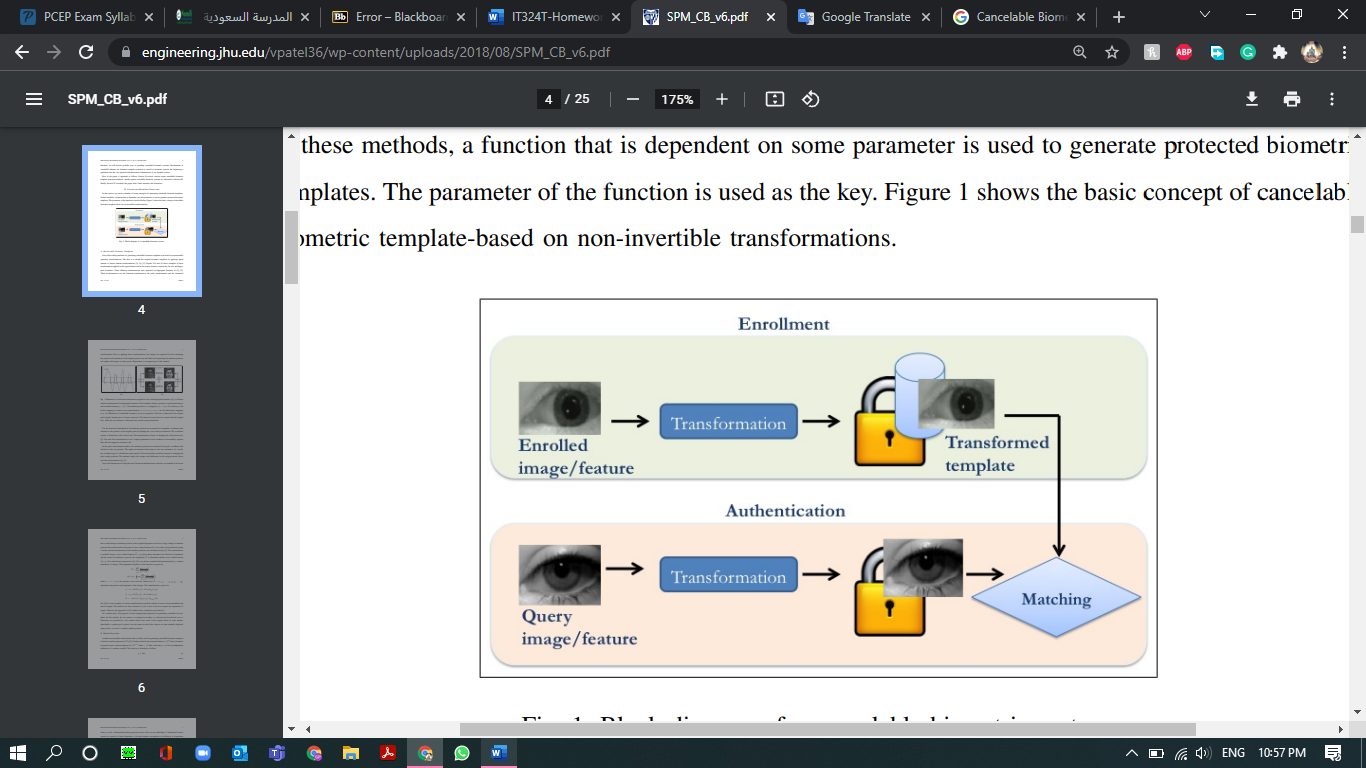 PCEP Exam Syllab
المدرسة السعودية
Error – Blackboar
IT324T-Homewor
SPM_CB_v6.pdf
Google Translate
Cancelable Biom
engineering.jhu.edu/vpatel36/wp-content/uploads/2018/08/SPM_CB_v6.pdf
SPM_CB_v6.pdf
4 / 25
175%
these methods, a function that is dependent on some parameter is used to generate protected biometri
mplates. The parameter of the function is used as the key. Figure 1 shows the basic concept of cancelabl
ometric template-based on non-invertible transformations.
Enrollment
Enrolled
image/feature
Transformation
Transformed
template
Authentication
Query
image/feature
Transformation
Matching
4
5
6
ENG 10:57 PM